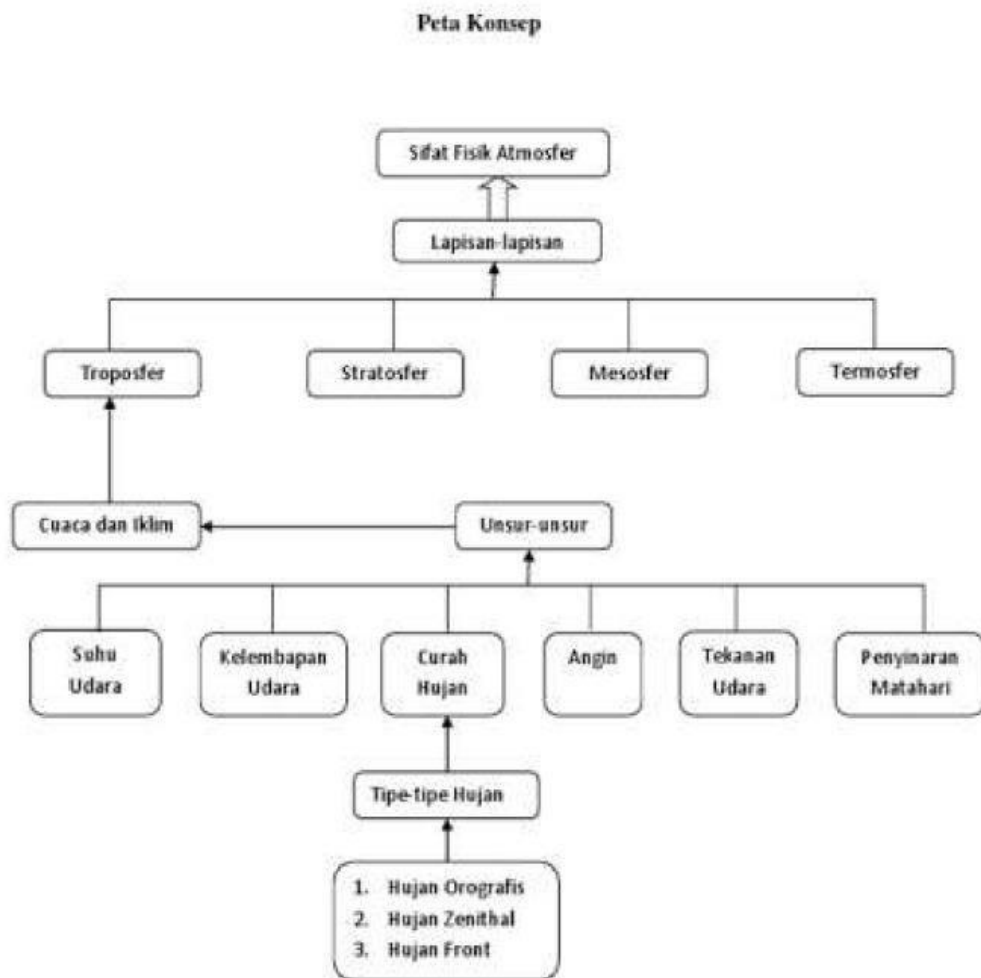 Peta Konsep
Sifat Fisik Atmosfer
Lapisan-lapisan
Troposfer
Stratosfer
Mesosfer
Termosfer
Cuaca dan Iklim
Unsur-unsur
Suhu
Udara
Kelembapan
Udara
Curah
Hujan
Angin
Tekanan
Udara
Penyinaran
Matahari
Tipe-tipe Hujan
1. Hujan Orografis
2. Hujan Zenithal
3. Hujan Front